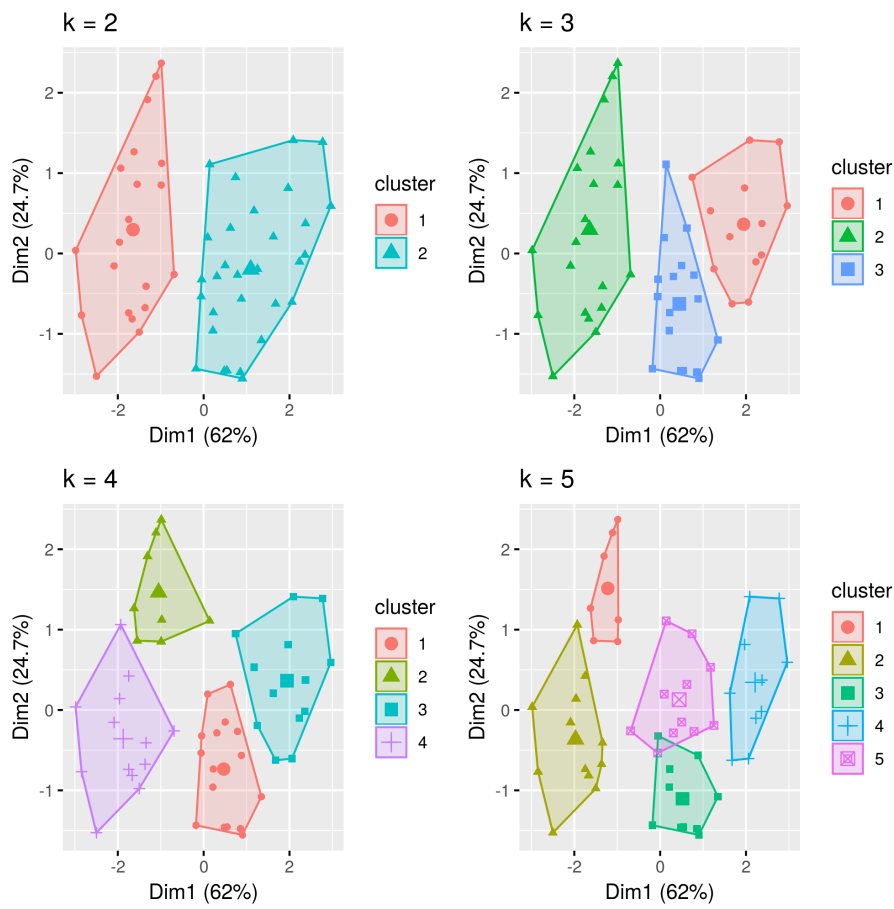 k = 2
2
1
0
-1
Dim2 (24.7%)
-2
0
2
Dim1 (62%)
cluster
1
2
k = 3
2
1
0
-1
Dim2 (24.7%)
-2
0
2
Dim1 (62%)
cluster
1
2
3
k = 4
2
1
0
-1
Dim2 (24.7%)
-2
0
2
Dim1 (62%)
cluster
1
2
3
4
k = 5
2
1
0
-1
Dim2 (24.7%)
-2
0
2
Dim1 (62%)
cluster
1
2
3
4
5